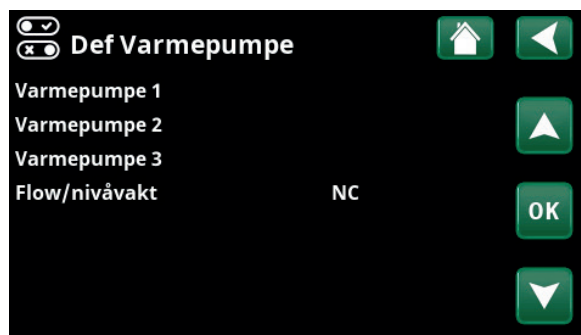 Def Varmepumpe
Varmepumpe 1
Varmepumpe 2
Varmepumpe 3
Flow/nivåvakt NC
OK